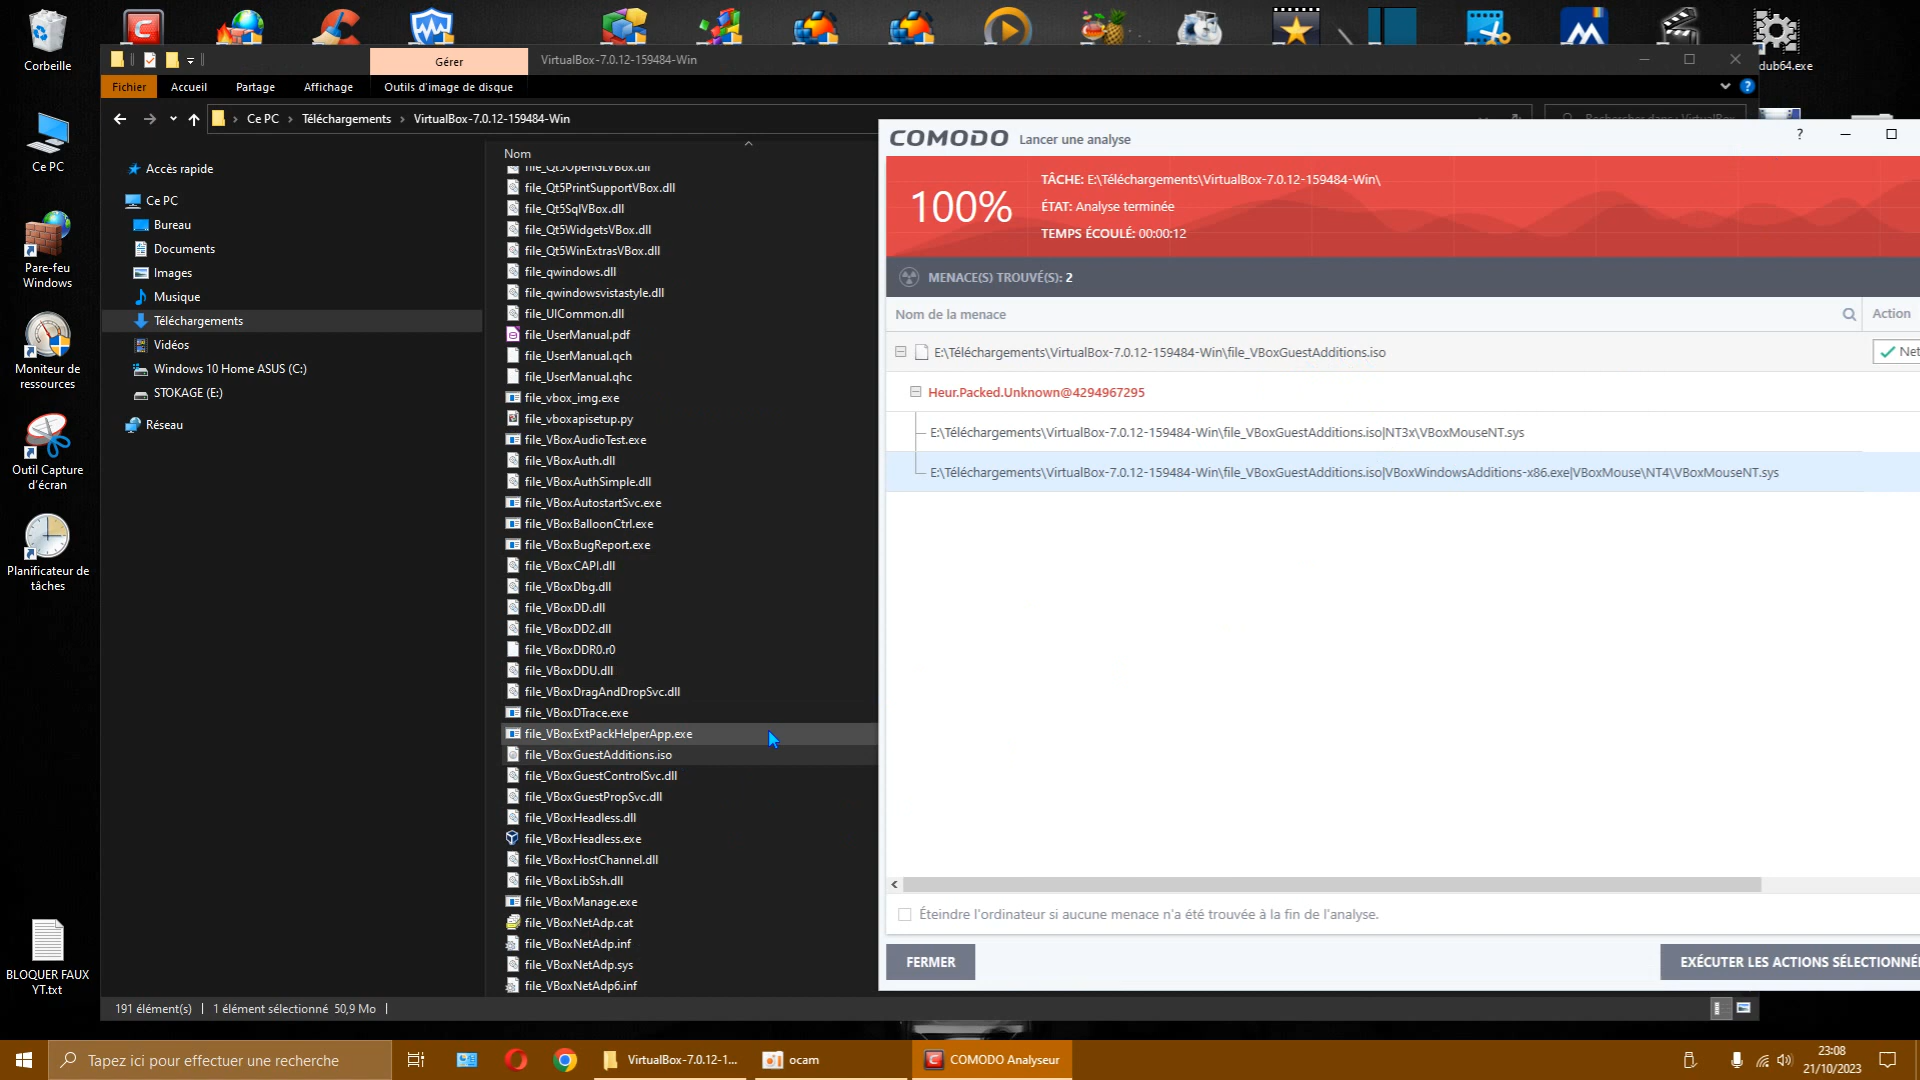 Corbeille
dub64.exe
Gérer
VirtualBox-7.0.12-159484-Win
Fichier
Accueil
Partage
Affichage
Outils d'image de disque
Ce PC
Téléchargements
VirtualBox-7.0.12-159484-Win
Ce PC
Pare-feu
Windows
Moniteur de
ressources
Outil Capture
d'écran
Planificateur de
tâches
BLOQUER FAUX
YT.txt
Accès rapide
Ce PC
Bureau
Documents
Images
Musique
Téléchargements
Vidéos
Windows 10 Home ASUS (C:)
STOKAGE (E:)
Réseau
Nom
file_Qt5OpenGLVBox.dll
file_Qt5PrintSupportVBox.dll
file_Qt5SqlVBox.dll
file_Qt5WidgetsVBox.dll
file_Qt5WinExtrasVBox.dll
file_qwindows.dll
file_qwindowsvistastyle.dll
file_UICommon.dll
file_UserManual.pdf
file_UserManual.qch
file_UserManual.qhc
file_vbox_img.exe
file_vboxapisetup.py
file_VBoxAudioTest.exe
file_VBoxAuth.dll
file_VBoxAuthSimple.dll
file_VBoxAutostartSvc.exe
file_VBoxBalloonCtrl.exe
file_VBoxBugReport.exe
file_VBoxCAPI.dll
file_VBoxDbg.dll
file_VBoxDD.dll
file_VBoxDD2.dll
file_VBoxDDR0.r0
file_VBoxDDU.dll
file_VBoxDragAndDropSvc.dll
file_VBoxDTrace.exe
file_VBoxExtPackHelperApp.exe
file_VBoxGuestAdditions.iso
file_VBoxGuestControlSvc.dll
file_VBoxGuestPropSvc.dll
file_VBoxHeadless.dll
file_VBoxHeadless.exe
file_VBoxHostChannel.dll
file_VBoxLibSsh.dll
file_VBoxManage.exe
file_VBoxNetAdp.cat
file_VBoxNetAdp.inf
file_VBoxNetAdp.sys
file_VBoxNetAdp6.inf
191 élément(s)
1 élément sélectionné 50,9 Mo
COMODO Lancer une analyse
?
100%
TÂCHE: E:\Téléchargements\VirtualBox-7.0.12-159484-Win\
ÉTAT: Analyse terminée
TEMPS ÉCOULÉ: 00:00:12
MENACE(S) TROUVÉ(S): 2
Nom de la menace
Action
E:\Téléchargements\VirtualBox-7.0.12-159484-Win\file_VBoxGuestAdditions.iso
Net
Heur.Packed.Unknown@4294967295
E:\Téléchargements\VirtualBox-7.0.12-159484-Win\file_VBoxGuestAdditions.iso|NT3x\VBoxMouseNT.sys
E:\Téléchargements\VirtualBox-7.0.12-159484-Win\file_VBoxGuestAdditions.iso|VBoxWindowsAdditions-x86.exe|VBoxMouse\NT4\VBoxMouseNT.sys
Éteindre l'ordinateur si aucune menace n'a été trouvée à la fin de l'analyse.
FERMER
EXÉCUTER LES ACTIONS SÉLECTIONNÉ
Tapez ici pour effectuer une recherche
VirtualBox-7.0.12-1...
ocam
COMODO Analyseur
23:08
21/10/2023